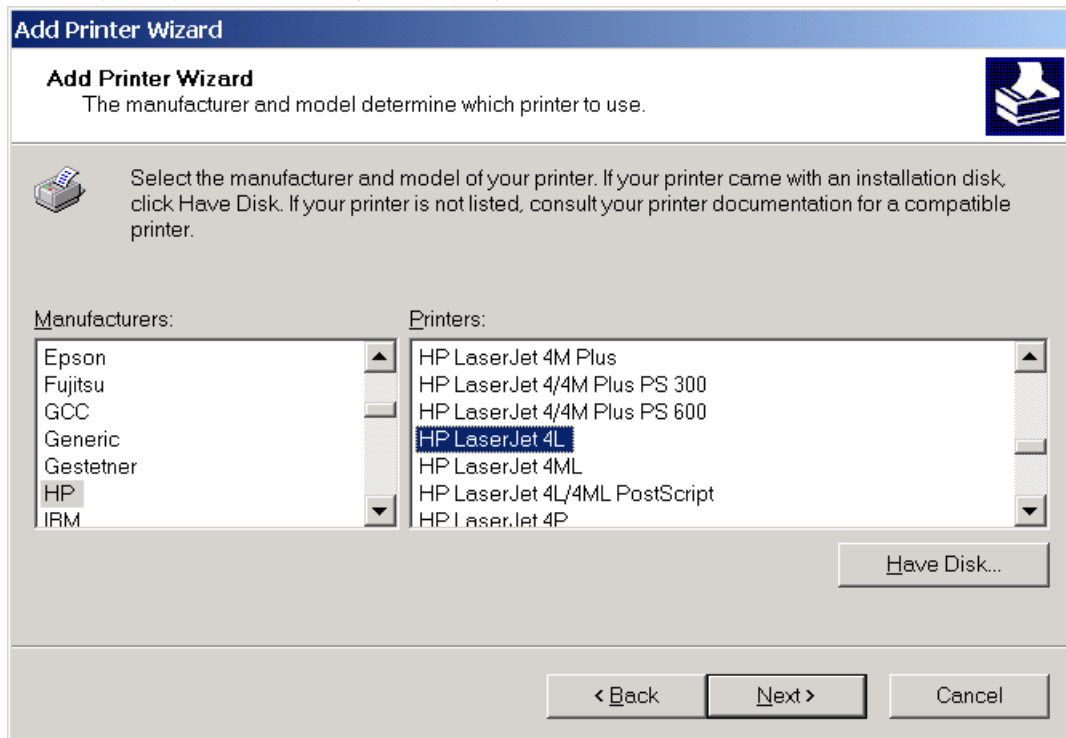 Add Printer Wizard
Add Printer Wizard
The manufacturer and model determine which printer to use.
Select the manufacturer and model of your printer. If your printer came with an installation disk,
click Have Disk. If your printer is not listed, consult your printer documentation for a compatible
printer.
Manufacturers:
Epson
Fujitsu
GCC
Generic
Gestetner
HP
IBM
Printers:
HP LaserJet 4M Plus
HP LaserJet 4/4M Plus PS 300
HP LaserJet 4/4M Plus PS 600
HP LaserJet 4L
HP LaserJet 4ML
HP LaserJet 4L/4ML PostScript
HP LaserJet 4P
Have Disk...
< Back
Next >
Cancel